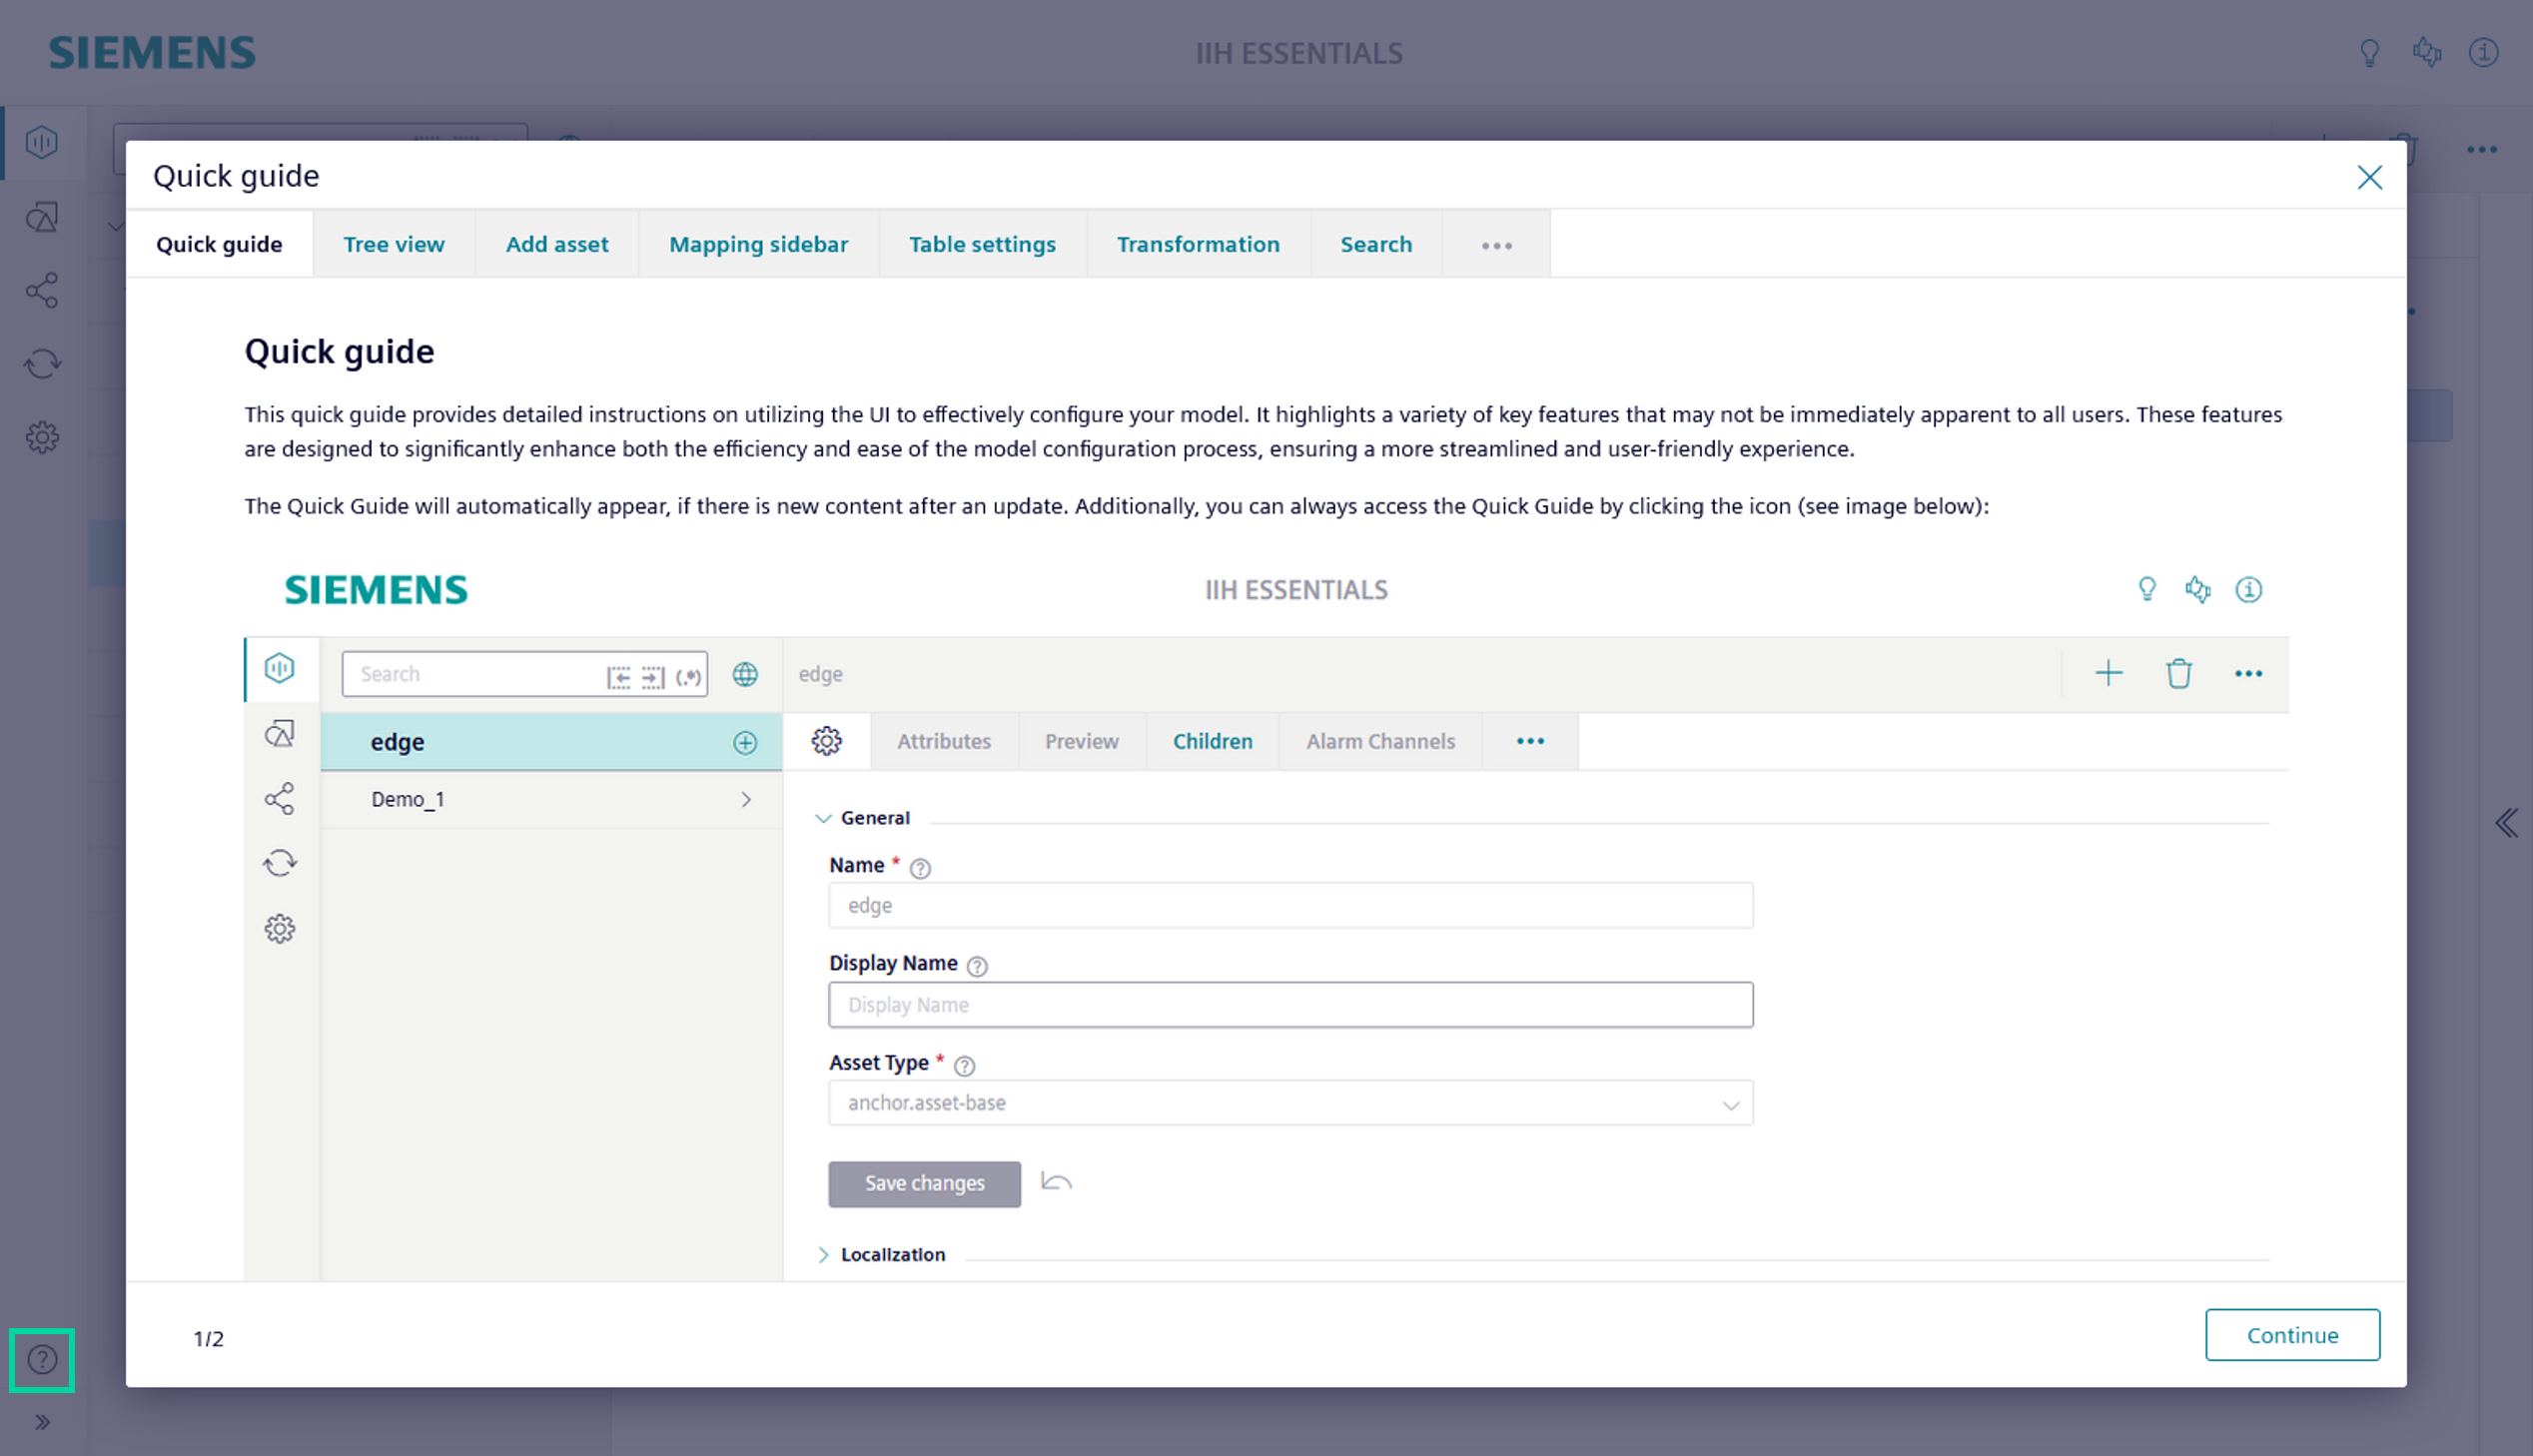 SIEMENS
IIH ESSENTIALS
Quick guide
Quick guide
Tree view
Add asset
Mapping sidebar
Table settings
Transformation
Search
Quick guide
This quick guide provides detailed instructions on utilizing the UI to effectively configure your model. It highlights a variety of key features that may not be immediately apparent to all users. These features
are designed to significantly enhance both the efficiency and ease of the model configuration process, ensuring a more streamlined and user-friendly experience.
The Quick Guide will automatically appear, if there is new content after an update. Additionally, you can always access the Quick Guide by clicking the icon (see image below):
SIEMENS
IIH ESSENTIALS
Search
(.*)
edge
edge
Attributes
Preview
Children
Alarm Channels
Demo_1
General
Name *
edge
Display Name
Display Name
Asset Type *
anchor.asset-base
Save changes
Localization
1/2
Continue